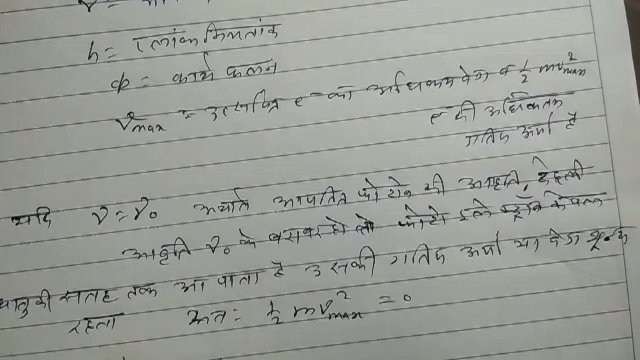 h = प्लांक नियतांक
φ = कार्य फलन
Vmax = उत्सर्जित e⁻ का अधिकतम वेग व ½ mv²max
e⁻ की अधिकतम
गतिज ऊर्जा है
यदि ν = ν₀ अर्थात आपतित फोटोन की आवृत्ति, देहली
आवृत्ति ν₀ के बराबर हो तो फोटो इलेक्ट्रॉन केवल
धातु की सतह तक आ पाता है उसकी गतिज ऊर्जा या वेग शून्य
रहता अतः ½ mv²max = 0